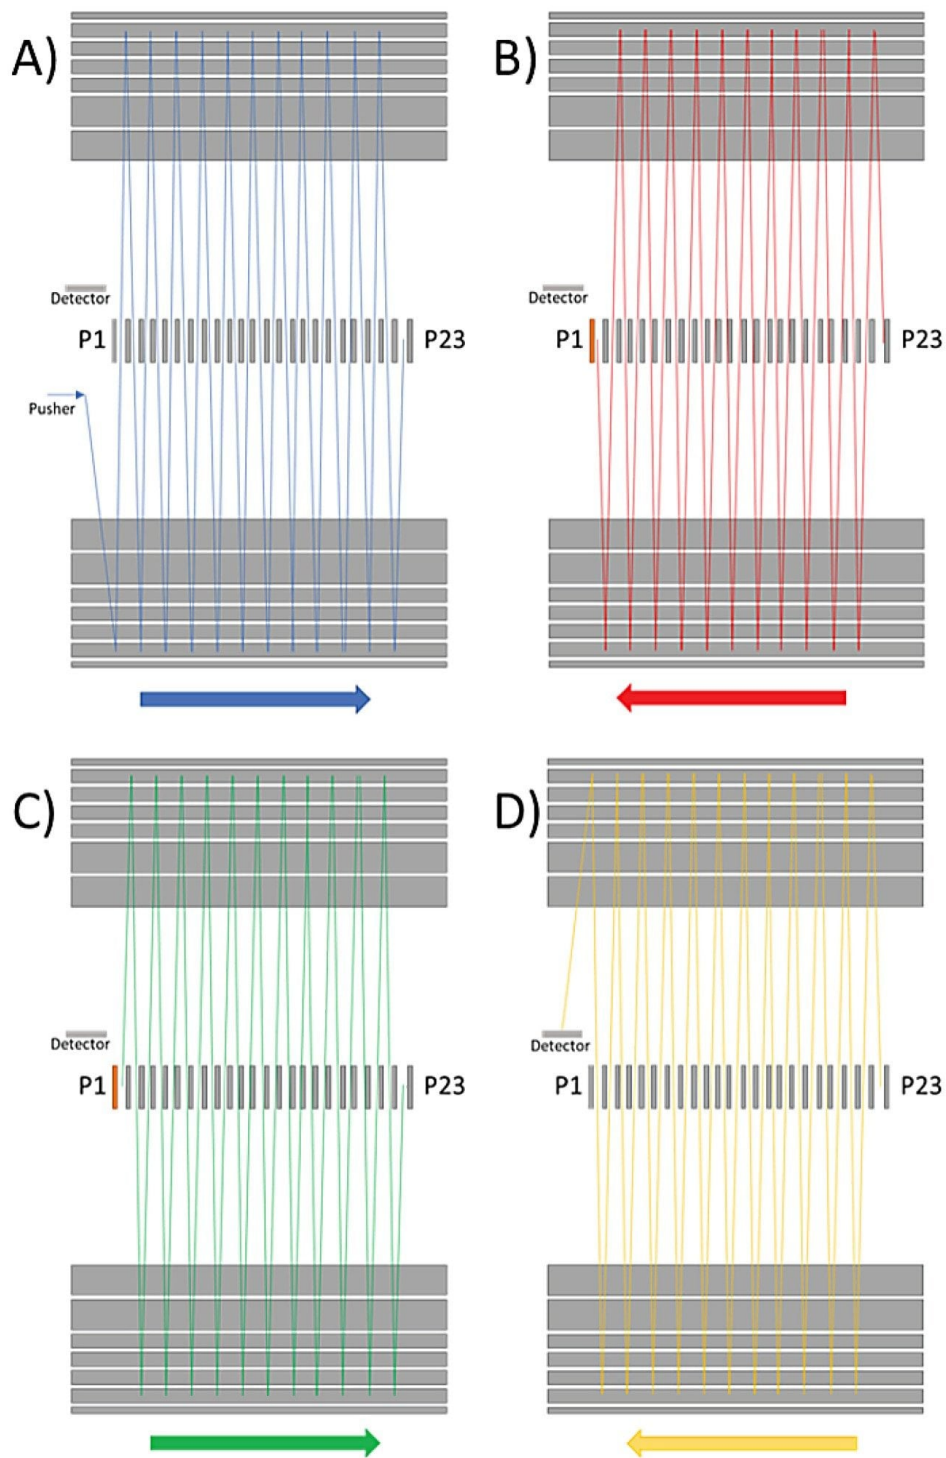 A)
Detector
P1
P23
Pusher
B)
Detector
P1
P23
C)
Detector
P1
P23
D)
Detector
P1
P23